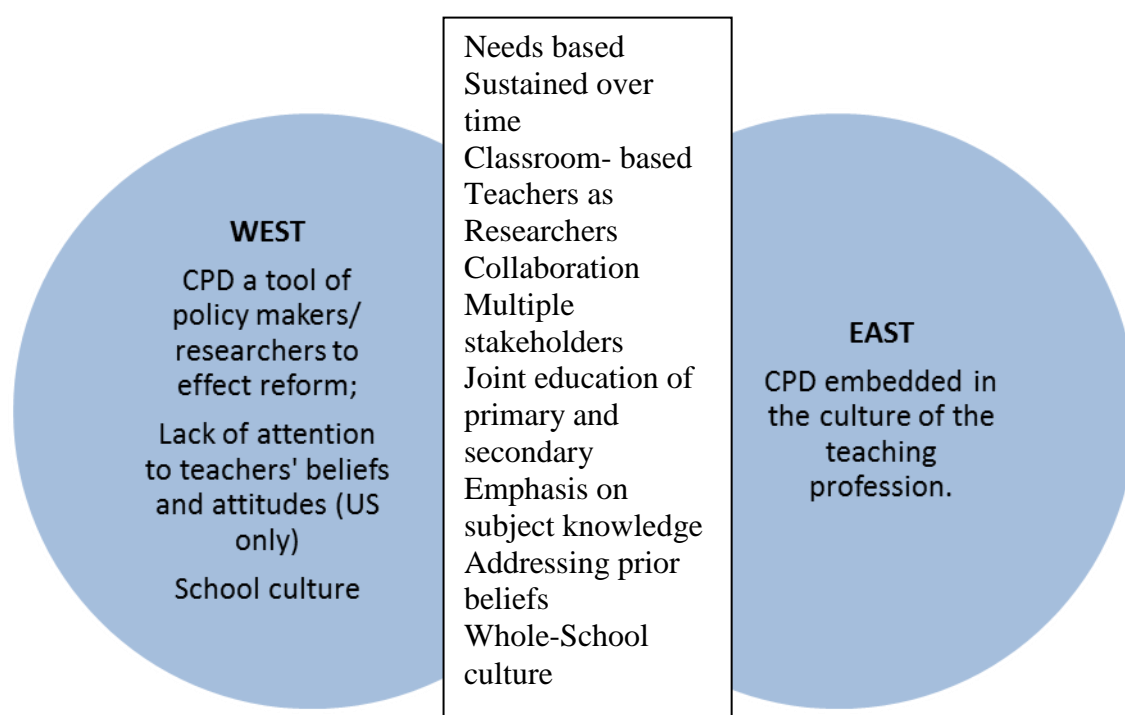 WEST
CPD a tool of
policy makers/
researchers to
effect reform;
Lack of attention
to teachers' beliefs
and attitudes (US
only)
School culture
Needs based
Sustained over
time
Classroom- based
Teachers as
Researchers
Collaboration
Multiple
stakeholders
Joint education of
primary and
secondary
Emphasis on
subject knowledge
Addressing prior
beliefs
Whole-School
culture
EAST
CPD embedded in
the culture of the
teaching
profession.